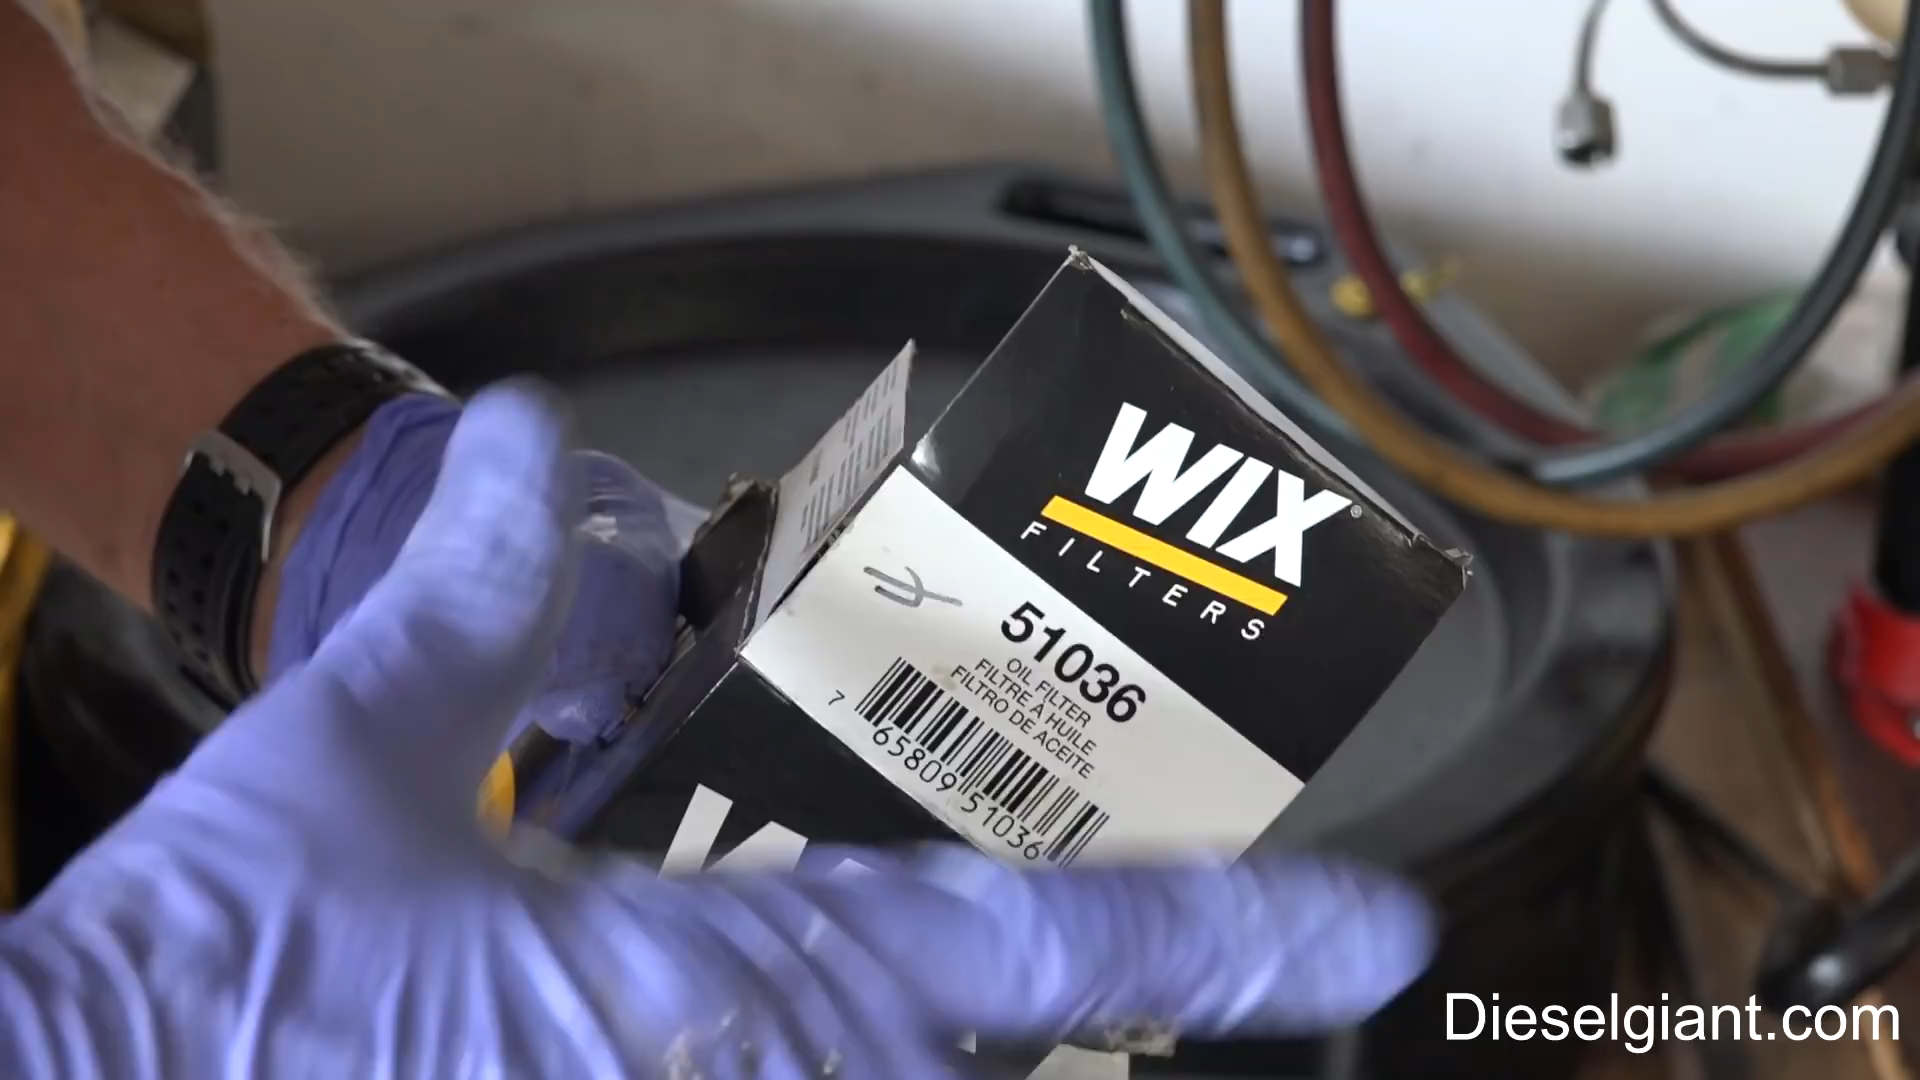 WIX®
FILTERS
51036
OIL FILTER
FILTRE À HUILE
FILTRO DE ACEITE
7 65809 51036
Dieselgiant.com